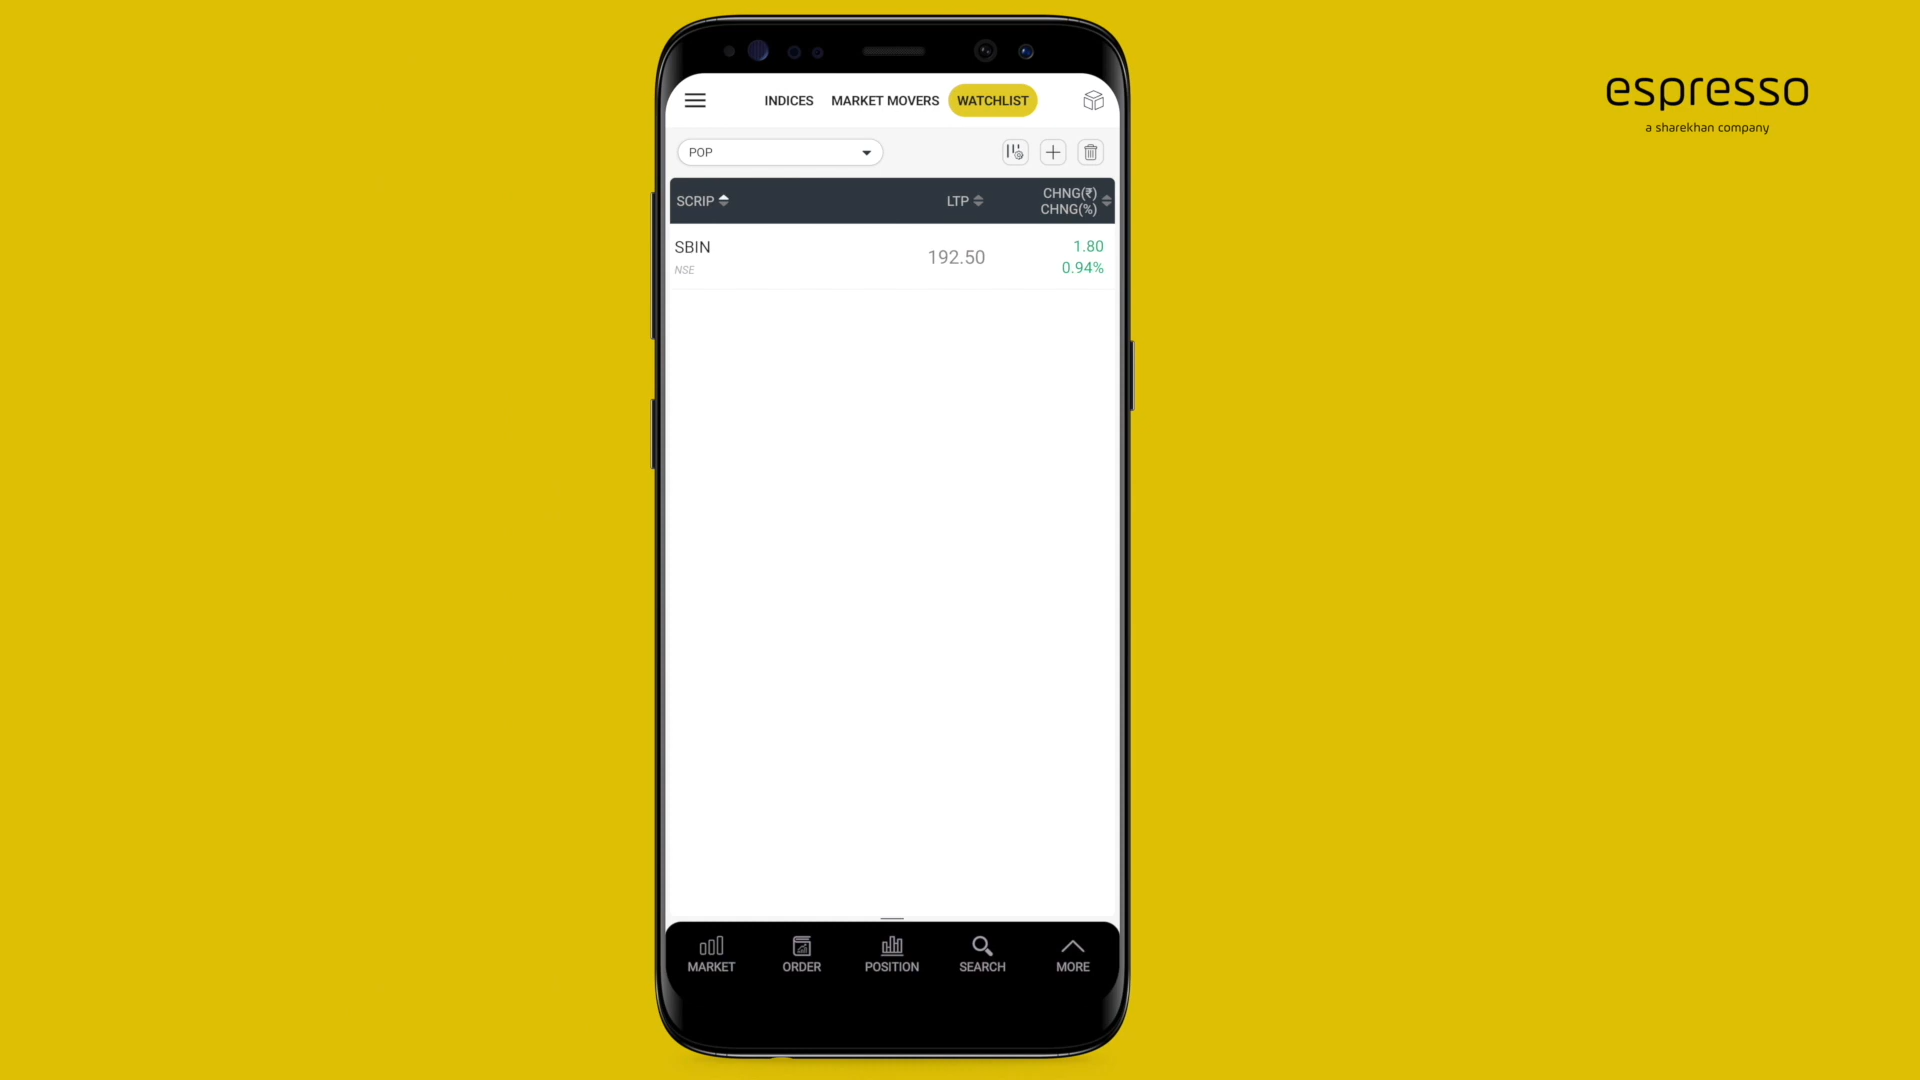 espresso
a sharekhan company
INDICES MARKET MOVERS WATCHLIST
POP
SCRIP LTP CHNG(₹)
CHNG(%)
SBIN 192.50 1.80
NSE 0.94%
MARKET ORDER POSITION SEARCH MORE